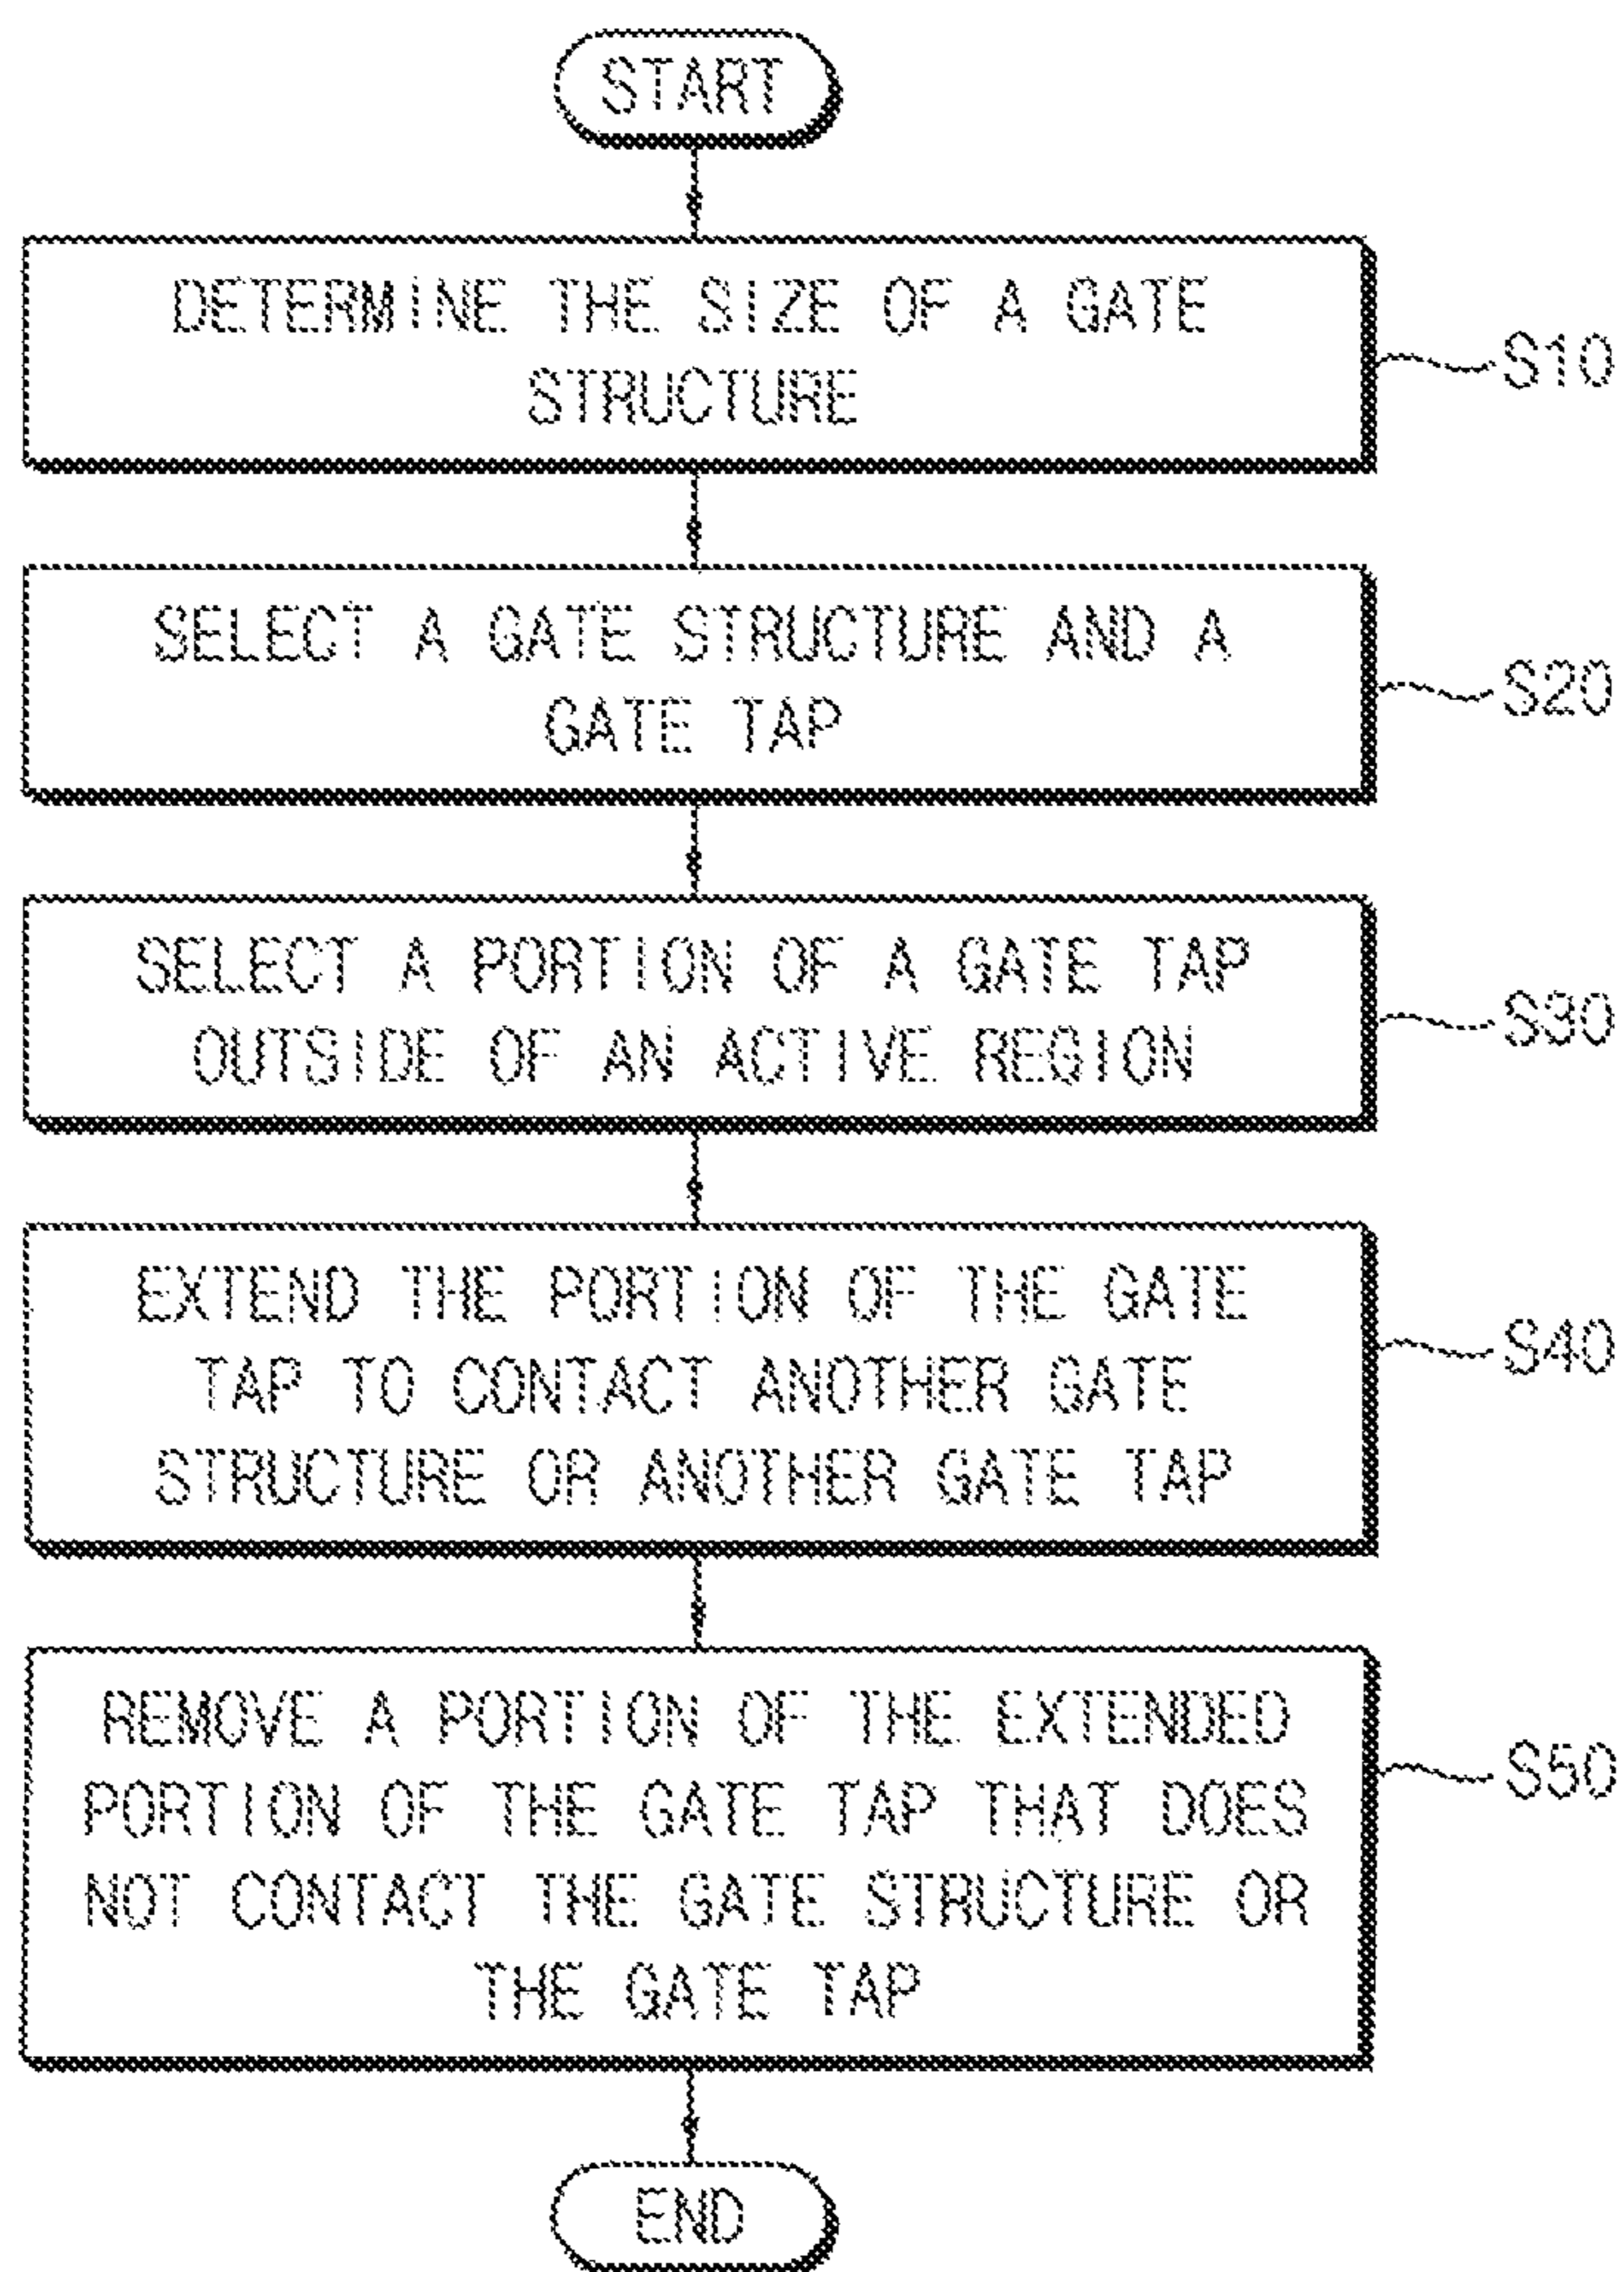 START
DETERMINE THE SIZE OF A GATE
STRUCTURE
S10
SELECT A GATE STRUCTURE AND A
GATE TAP
S20
SELECT A PORTION OF A GATE TAP
OUTSIDE OF AN ACTIVE REGION
S30
EXTEND THE PORTION OF THE GATE
TAP TO CONTACT ANOTHER GATE
STRUCTURE OR ANOTHER GATE TAP
S40
REMOVE A PORTION OF THE EXTENDED
PORTION OF THE GATE TAP THAT DOES
NOT CONTACT THE GATE STRUCTURE OR
THE GATE TAP
S50
END